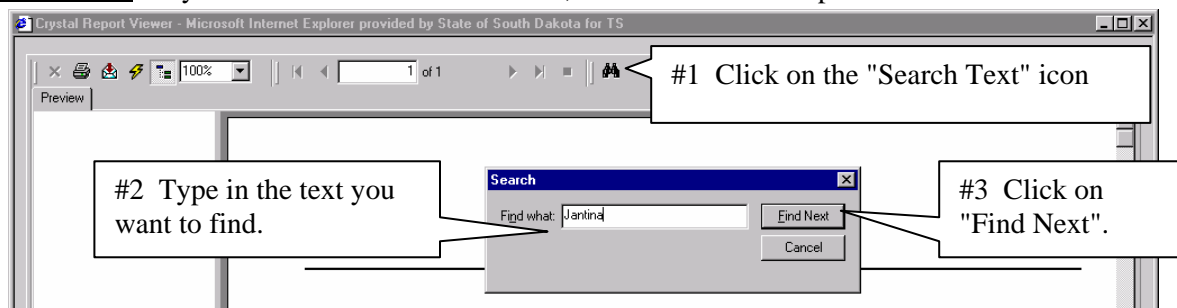 Crystal Report Viewer - Microsoft Internet Explorer provided by State of South Dakota for TS
100%
1 of 1
#1 Click on the "Search Text" icon
Preview
#2 Type in the text you
want to find.
Search
Find what: Jantina
Find Next
Cancel
#3 Click on
"Find Next".